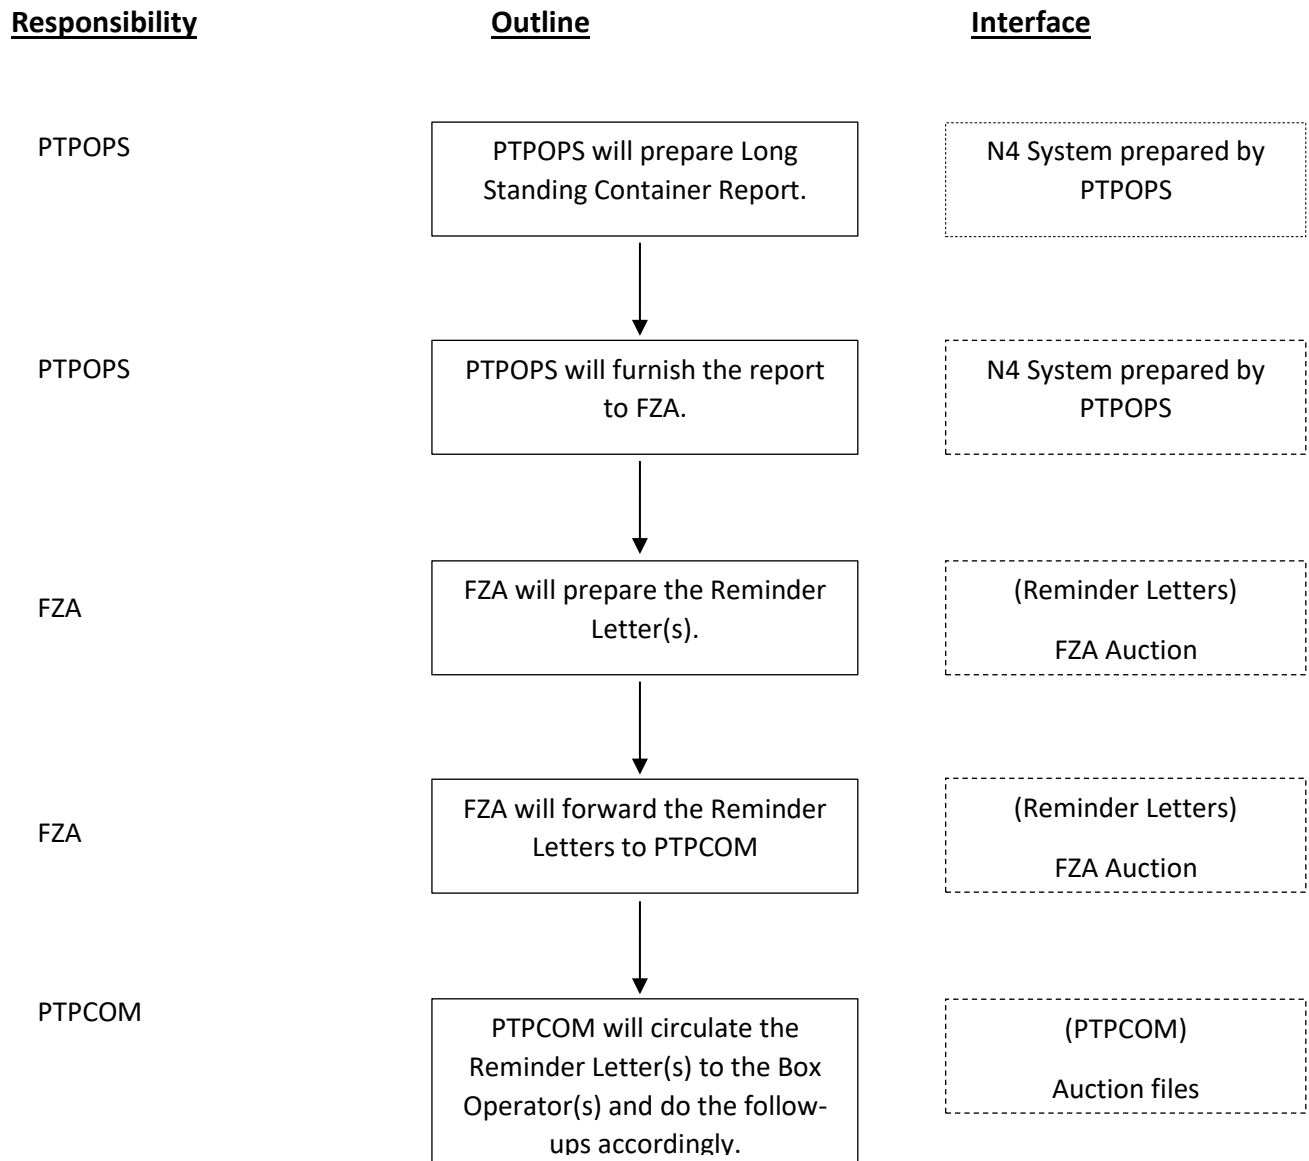 Responsibility
Outline
Interface
PTPOPS
PTPOPS will prepare Long
Standing Container Report.
N4 System prepared by
PTPOPS
PTPOPS
PTPOPS will furnish the report
to FZA.
N4 System prepared by
PTPOPS
FZA
FZA will prepare the Reminder
Letter(s).
(Reminder Letters)
FZA Auction
FZA
FZA will forward the Reminder
Letters to PTPCOM
(Reminder Letters)
FZA Auction
PTPCOM
PTPCOM will circulate the
Reminder Letter(s) to the Box
Operator(s) and do the follow-
ups accordingly.
(PTPCOM)
Auction files